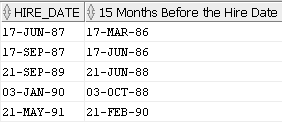 HIRE_DATE 15 Months Before the Hire Date
17-JUN-87 17-MAR-86
17-SEP-87 17-JUN-86
21-SEP-89 21-JUN-88
03-JAN-90 03-OCT-88
21-MAY-91 21-FEB-90